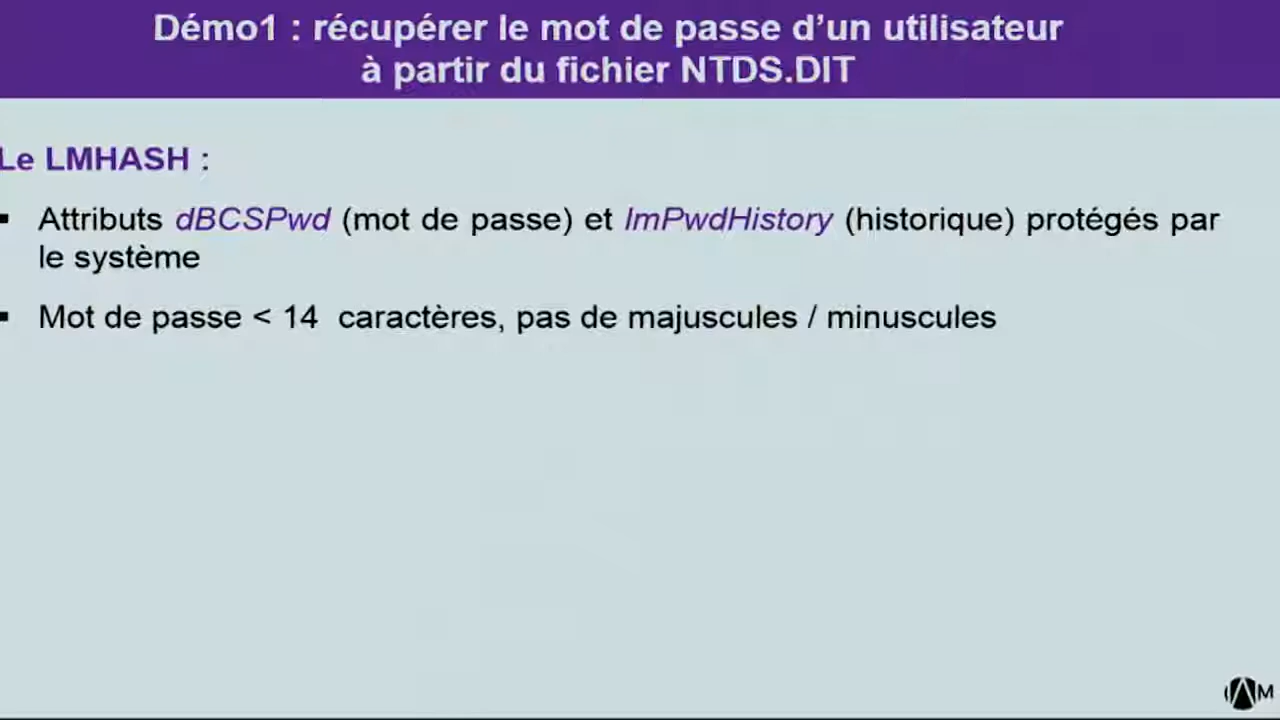 Démo1 : récupérer le mot de passe d'un utilisateur
à partir du fichier NTDS.DIT
Le LMHASH :
▪ Attributs dBCSPwd (mot de passe) et lmPwdHistory (historique) protégés par
le système
▪ Mot de passe < 14 caractères, pas de majuscules / minuscules
AM